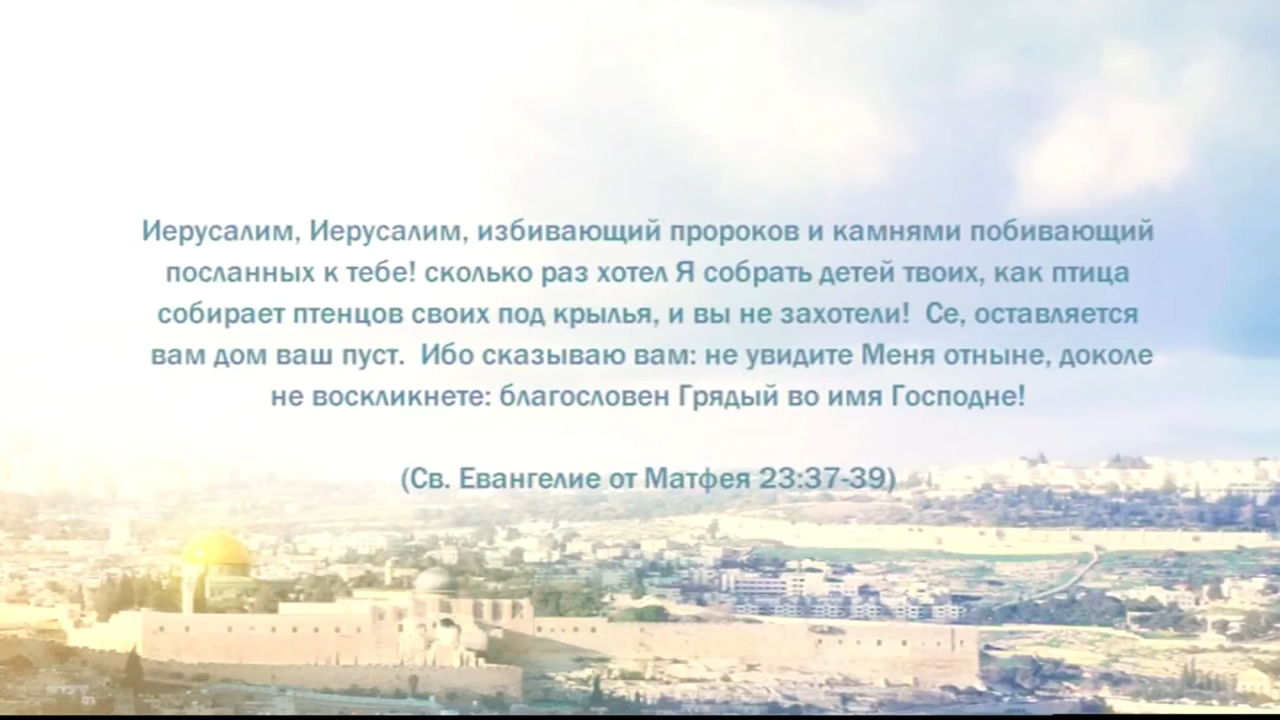 Иерусалим, Иерусалим, избивающий пророков и камнями побивающий
посланных к тебе! сколько раз хотел Я собрать детей твоих, как птица
собирает птенцов своих под крылья, и вы не захотели!  Се, оставляется
вам дом ваш пуст.  Ибо сказываю вам: не увидите Меня отныне, доколе
не воскликнете: благословен Грядый во имя Господне!
(Св. Евангелие от Матфея 23:37-39)